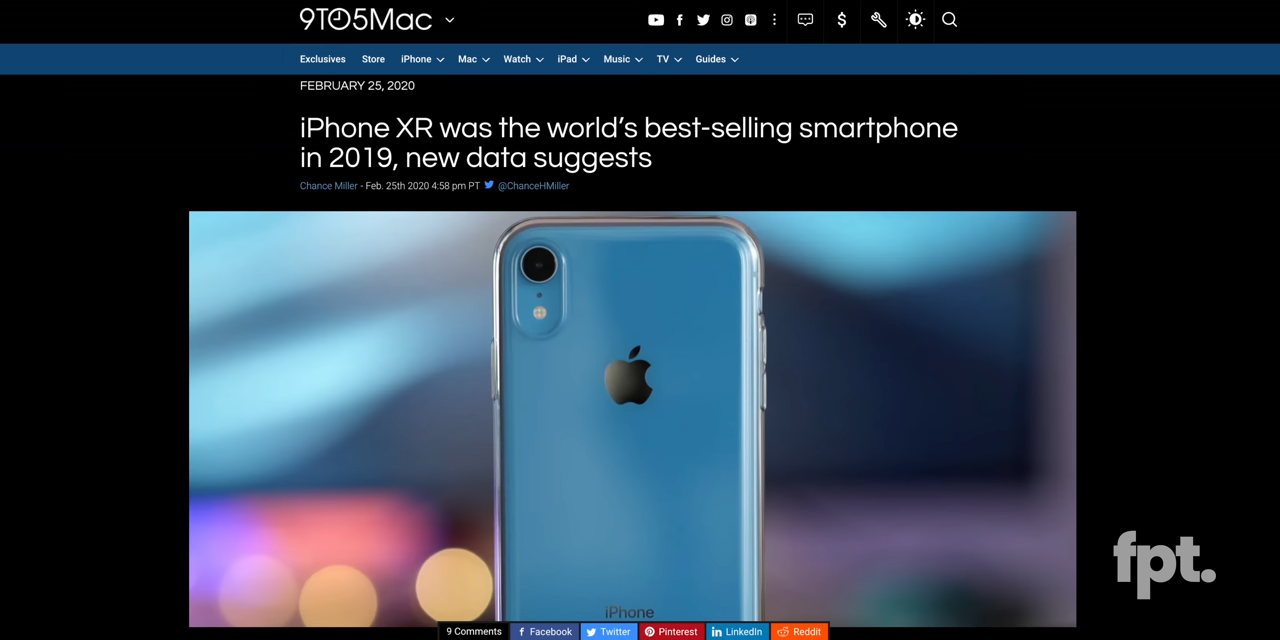 9TO5Mac
Exclusives Store iPhone Mac Watch iPad Music TV Guides
FEBRUARY 25, 2020
iPhone XR was the world’s best-selling smartphone
in 2019, new data suggests
Chance Miller - Feb. 25th 2020 4:58 pm PT @ChanceHMiller
iPhone
fpt.
9 Comments Facebook Twitter Pinterest LinkedIn Reddit